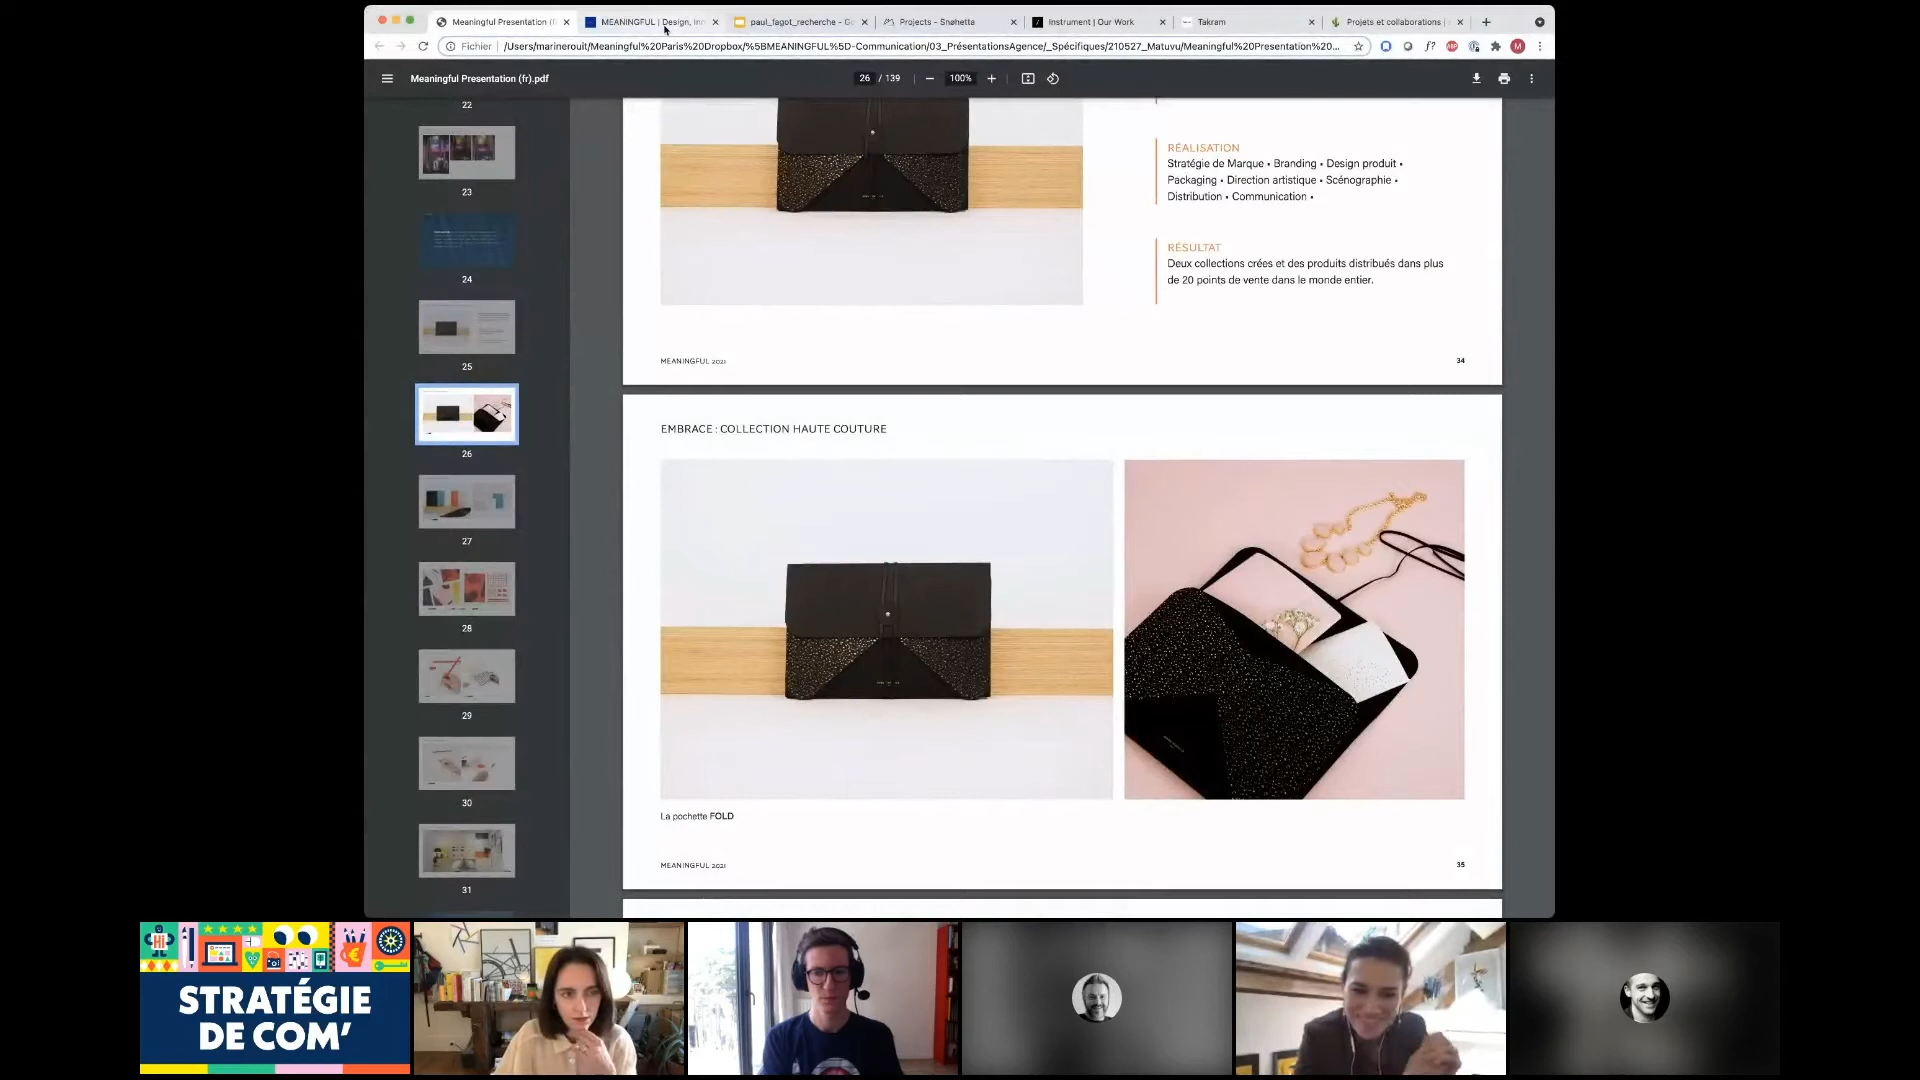 Meaningful Presentation (f
MEANINGFUL | Design, Inn
paul_fagot_recherche - Go
Projects - Snøhetta
Instrument | Our Work
Takram
Projets et collaborations |
Fichier
/Users/marinerouit/Meaningful%20Paris%20Dropbox/%5BMEANINGFUL%5D-Communication/03_PrésentationsAgence/_Spécifiques/210527_Matuvu/Meaningful%20Presentation%20...
f?
ABP
M
Meaningful Presentation (fr).pdf
26 / 139
100%
22
23
24
25
26
27
28
29
30
31
RÉALISATION
Stratégie de Marque • Branding • Design produit •
Packaging • Direction artistique • Scénographie •
Distribution • Communication •
RÉSULTAT
Deux collections crées et des produits distribués dans plus
de 20 points de vente dans le monde entier.
MEANINGFUL 2021
34
EMBRACE : COLLECTION HAUTE COUTURE
La pochette FOLD
MEANINGFUL 2021
35
Hi
STRATÉGIE
DE COM'